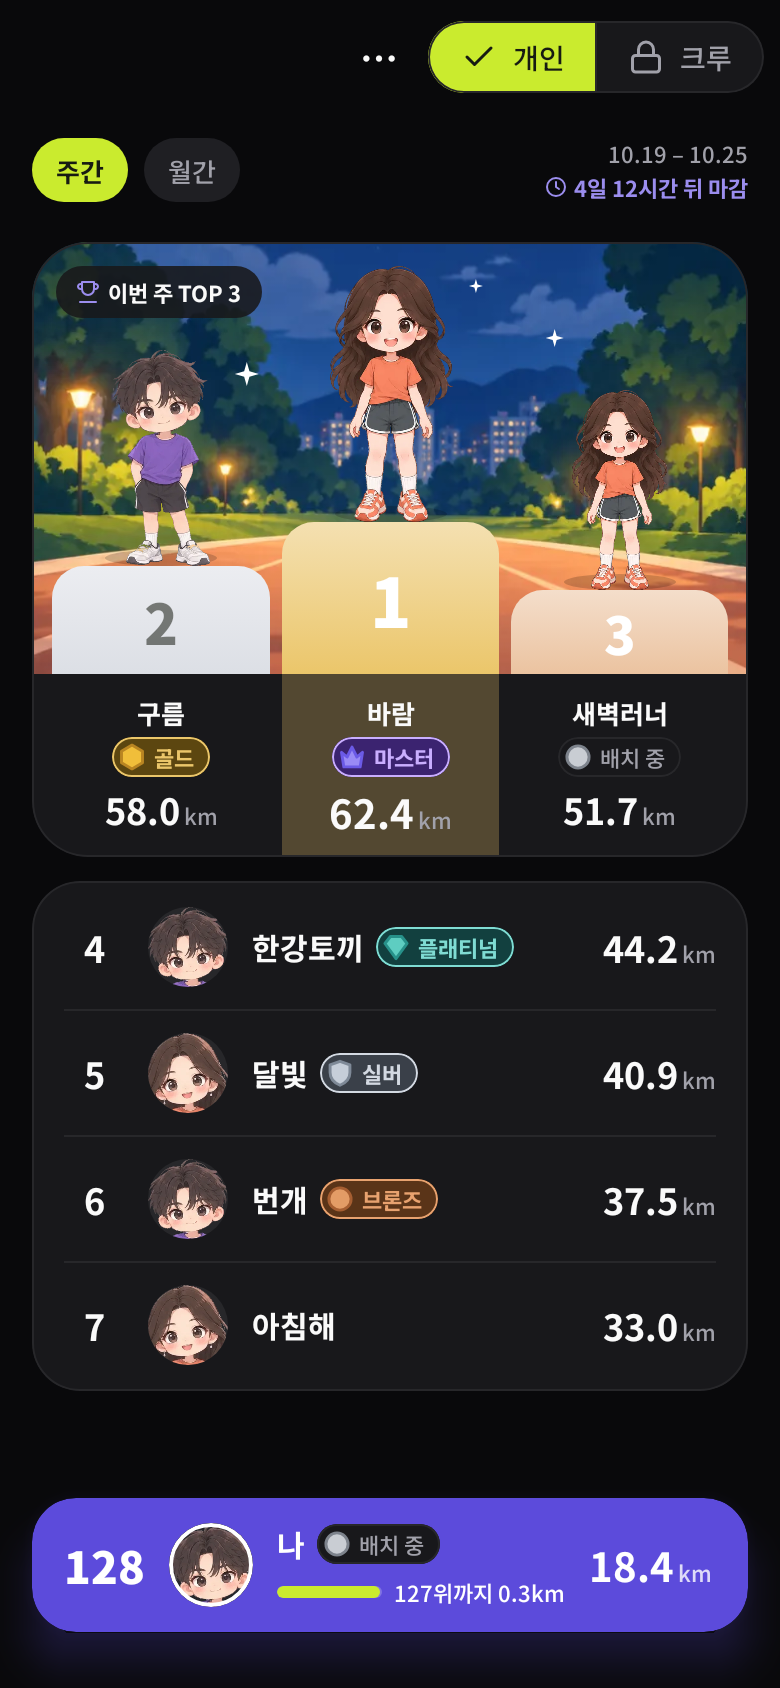 개인
크루
주간
월간
10.19 – 10.25
4일 12시간 뒤 마감
이번 주 TOP 3
2
1
3
구름
골드
58.0 km
바람
마스터
62.4 km
새벽러너
배치 중
51.7 km
4 한강토끼 플래티넘 44.2 km
5 달빛 실버 40.9 km
6 번개 브론즈 37.5 km
7 아침해 33.0 km
128 나 배치 중 18.4 km
127위까지 0.3km